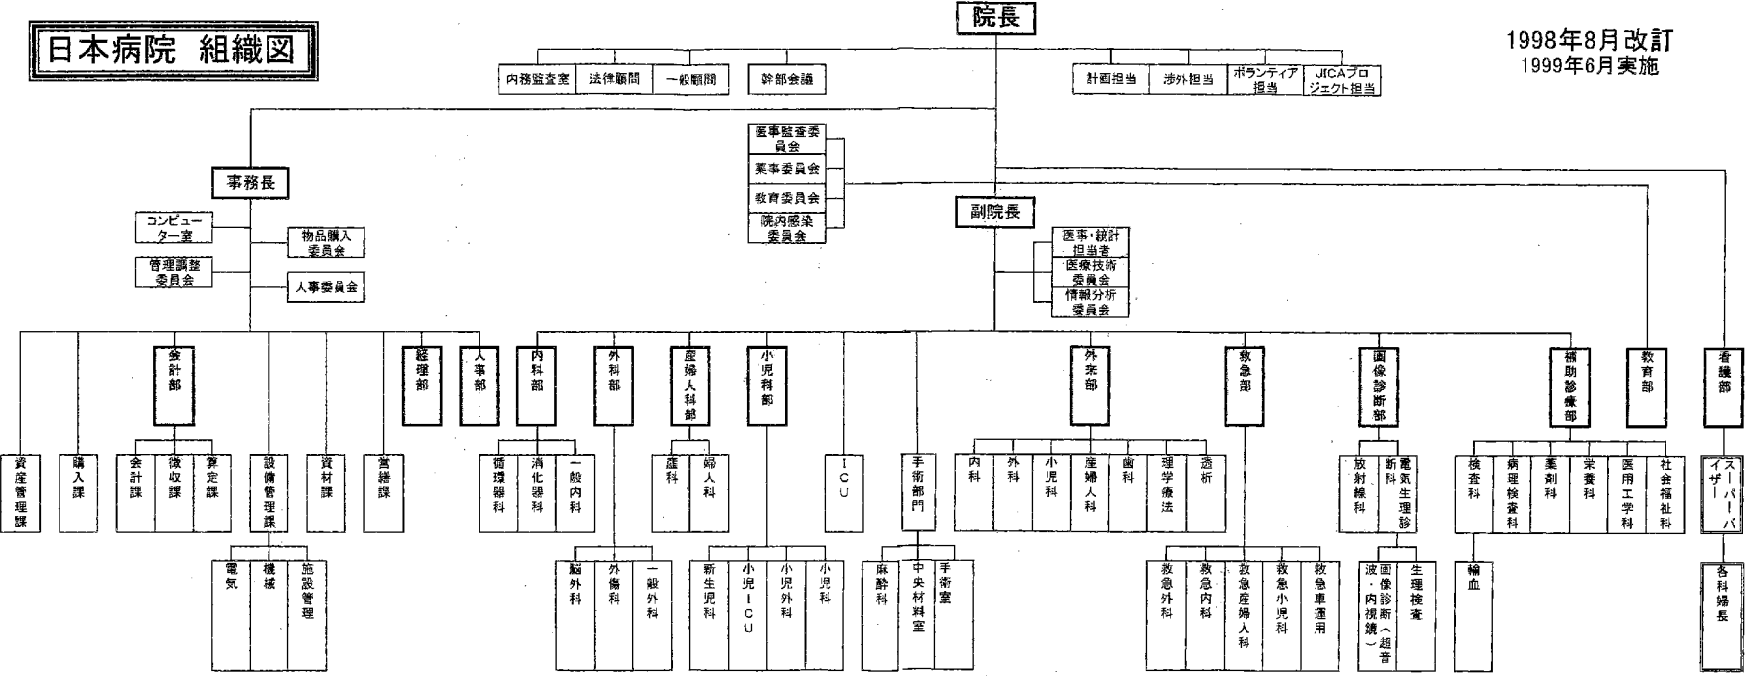 院長
日本病院 組織図
1998年8月改訂
1999年6月実施
内務監査室
法律顧問
一般顧問
幹部会議
計画担当
渉外担当
ボランティア
担当
JICAプロ
ジェクト担当
医事監査委
員会
薬事委員会
教育委員会
院内感染
委員会
事務長
副院長
コンピュー
ター室
物品購入
委員会
管理調整
委員会
人事委員会
医事・統計
担当者
医療技術
委員会
情報分析
委員会
会計部
経理部
人事部
内科部
外科部
産婦人科部
小児科部
外来部
救急部
画像診断部
補助診療部
教育部
看護部
資産管理課
購入課
会計課
徴収課
算定課
設備管理課
資材課
営繕課
循環器科
消化器科
一般内科
産科
婦人科
ICU
手術部門
内科
外科
小児科
産婦人科
歯科
理学療法
透析
放射線科
電気生理診
断科
検査科
病理検査科
薬剤科
栄養科
医用工学科
社会福祉科
スーパーバ
イザー
電気
機械
施設管理
脳外科
外傷科
一般外科
新生児科
小児ICU
小児外科
小児科
麻酔科
中央材料室
手術室
救急外科
救急内科
救急産婦人科
救急小児科
救急車運用
画像診断(超音
波・内視鏡)
生理検査
輸血
各科婦長